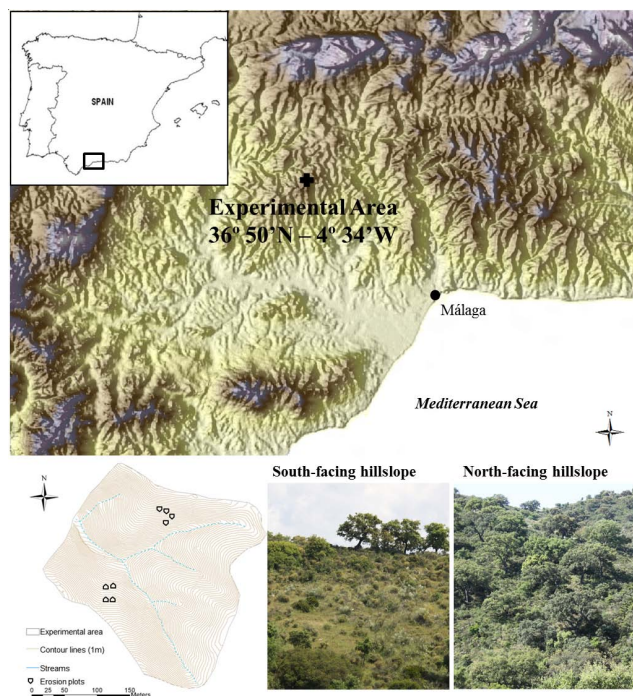 SPAIN
Experimental Area
36º 50’N – 4º 34’W
Málaga
Mediterranean Sea
N
N
South-facing hillslope
North-facing hillslope
Experimental area
Contour lines (1m)
Streams
Erosion plots
0 25 50 100 150
Meters